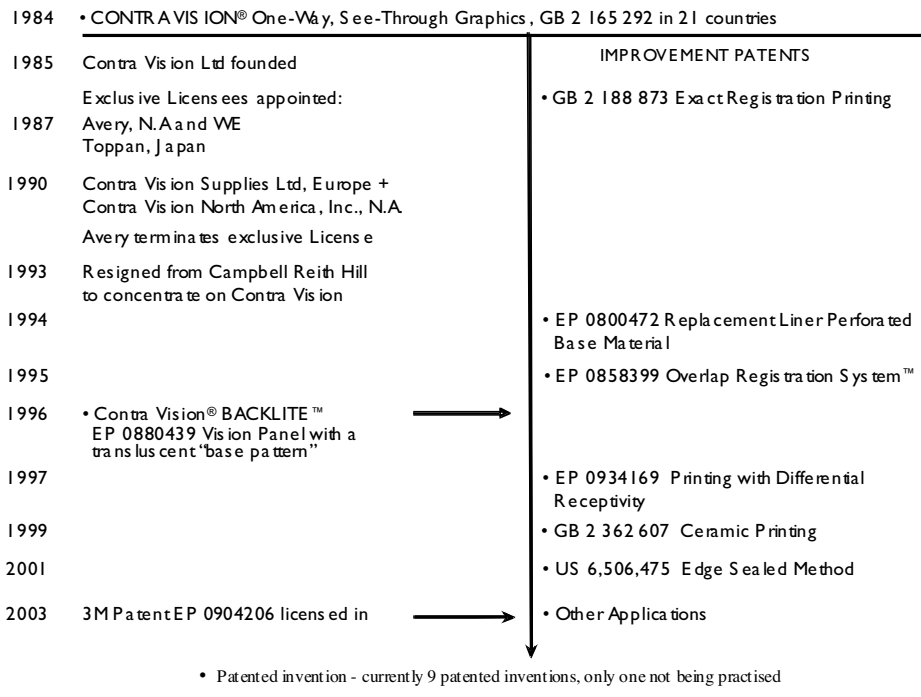 1984 • CONTRAVISION® One-Way, See-Through Graphics, GB 2 165 292 in 21 countries
IMPROVEMENT PATENTS
1985 Contra Vision Ltd founded
Exclusive Licensees appointed:
• GB 2 188 873 Exact Registration Printing
1987 Avery, N.A and WE
Toppan, Japan
1990 Contra Vision Supplies Ltd, Europe +
Contra Vision North America, Inc., N.A.
Avery terminates exclusive License
1993 Resigned from Campbell Reith Hill
to concentrate on Contra Vision
1994 • EP 0800472 Replacement Liner Perforated
Base Material
1995 • EP 0858399 Overlap Registration System™
1996 • Contra Vision® BACKLITE™
EP 0880439 Vision Panel with a
transluscent "base pattern"
1997 • EP 0934169 Printing with Differential
Receptivity
1999 • GB 2 362 607 Ceramic Printing
2001 • US 6,506,475 Edge Sealed Method
2003 3M Patent EP 0904206 licensed in • Other Applications
• Patented invention - currently 9 patented inventions, only one not being practised